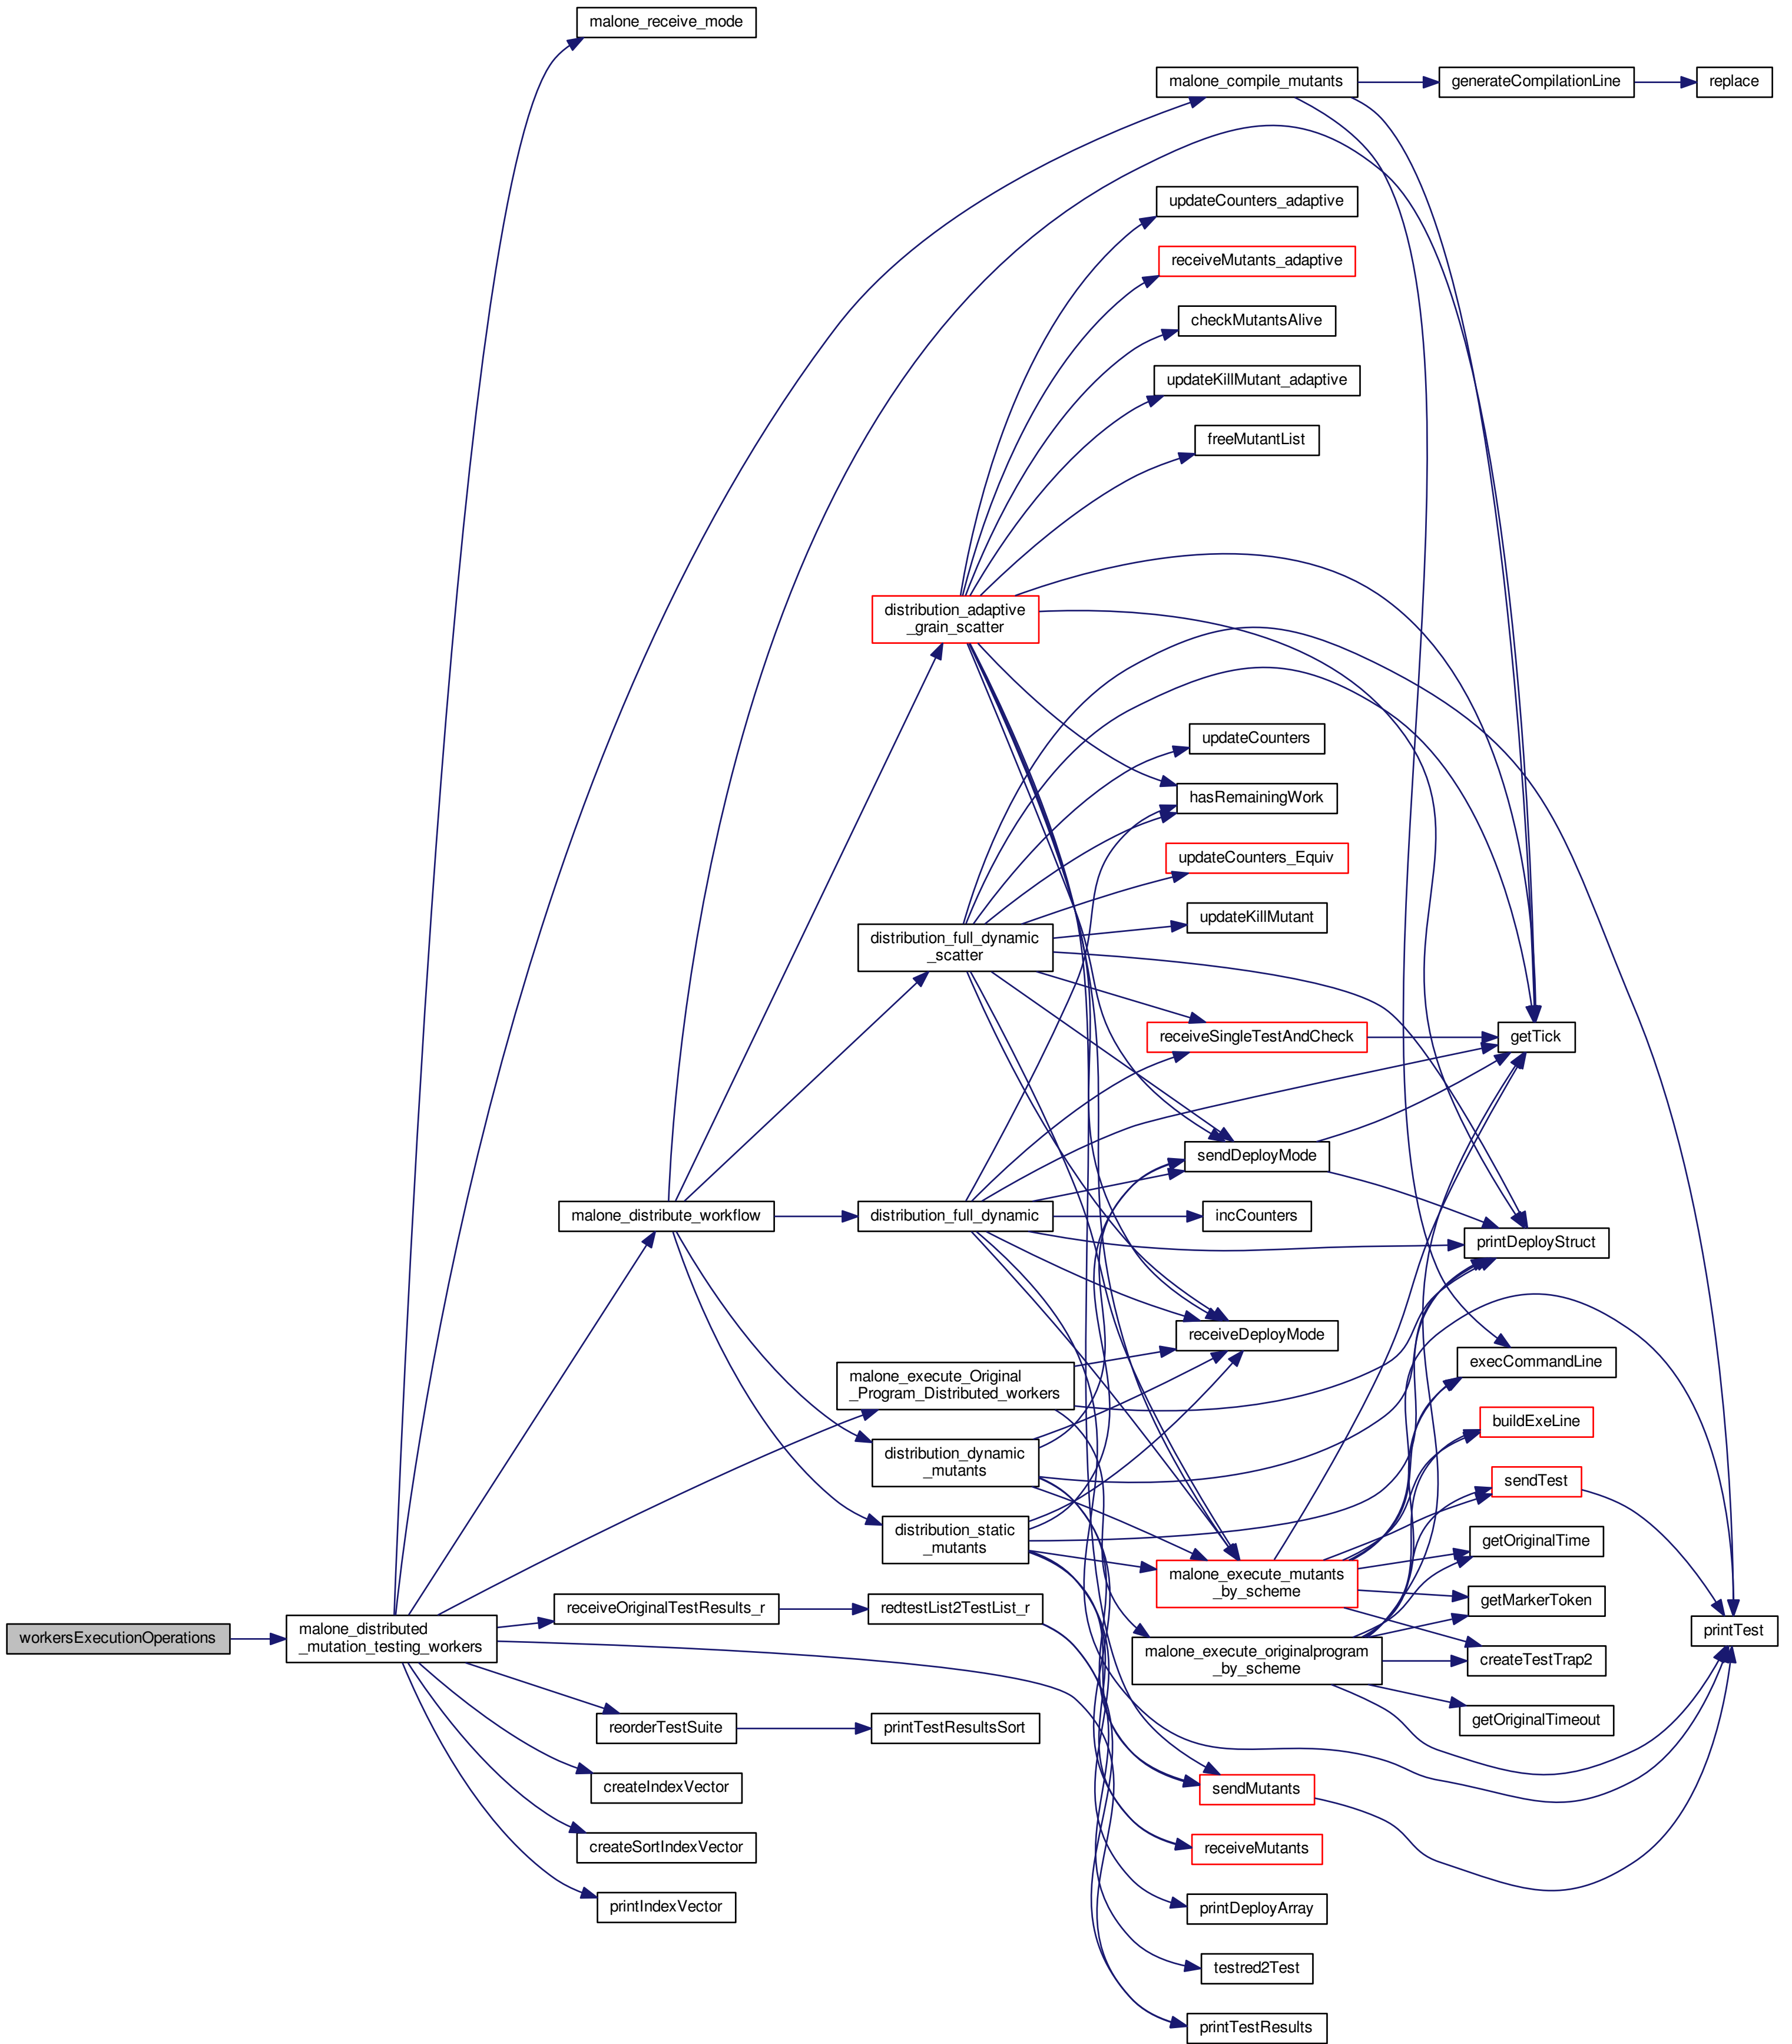 malone_receive_mode
malone_compile_mutants
generateCompilationLine
replace
updateCounters_adaptive
receiveMutants_adaptive
checkMutantsAlive
updateKillMutant_adaptive
freeMutantList
distribution_adaptive
_grain_scatter
updateCounters
hasRemainingWork
updateCounters_Equiv
updateKillMutant
distribution_full_dynamic
_scatter
receiveSingleTestAndCheck
getTick
sendDeployMode
malone_distribute_workflow
distribution_full_dynamic
incCounters
printDeployStruct
receiveDeployMode
execCommandLine
malone_execute_Original
_Program_Distributed_workers
buildExeLine
distribution_dynamic
_mutants
sendTest
distribution_static
_mutants
getOriginalTime
malone_execute_mutants
_by_scheme
getMarkerToken
receiveOriginalTestResults_r
redtestList2TestList_r
workersExecutionOperations
malone_distributed
_mutation_testing_workers
printTest
malone_execute_originalprogram
_by_scheme
createTestTrap2
getOriginalTimeout
reorderTestSuite
printTestResultsSort
createIndexVector
sendMutants
createSortIndexVector
receiveMutants
printIndexVector
printDeployArray
testred2Test
printTestResults